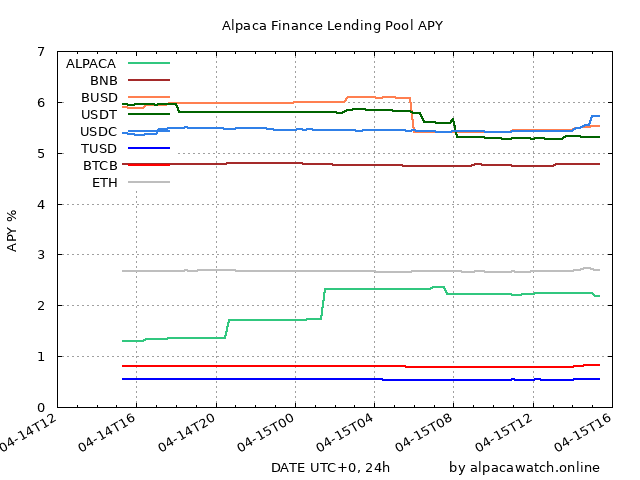 Alpaca Finance Lending Pool APY
7
6
5
4
3
2
1
0
APY %
ALPACA
BNB
BUSD
USDT
USDC
TUSD
BTCB
ETH
04-14T12
04-14T16
04-14T20
04-15T00
04-15T04
04-15T08
04-15T12
04-15T16
DATE UTC+0, 24h
by alpacawatch.online